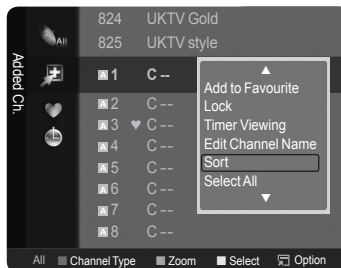 824 UKTV Gold
All
825 UKTV style
Added Ch.
A 1 C --
A 2 C --
A 3 ♥ C --
A 4 C --
A 5 C --
A 6 C --
A 7 C --
A 8 C --
Add to Favourite
Lock
Timer Viewing
Edit Channel Name
Sort
Select All
All Channel Type Zoom Select Option